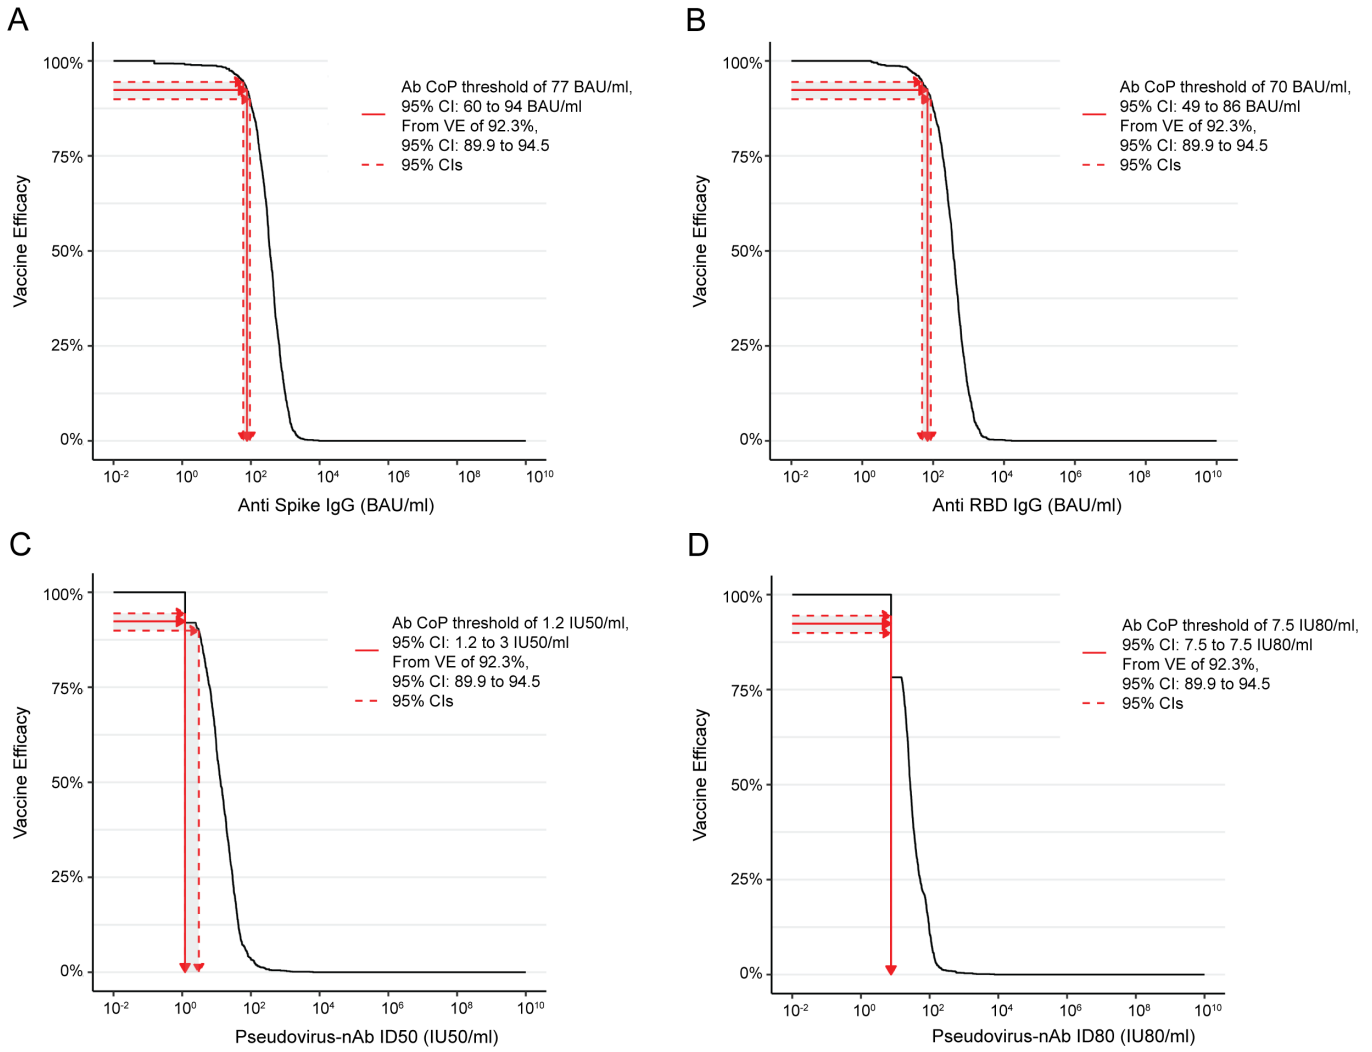 A
100%
75%
50%
25%
0%
Vaccine Efficacy
Ab CoP threshold of 77 BAU/ml,
95% CI: 60 to 94 BAU/ml
From VE of 92.3%,
95% CI: 89.9 to 94.5
95% CIs
10-2 100 102 104 106 108 1010
Anti Spike IgG (BAU/ml)
B
100%
75%
50%
25%
0%
Vaccine Efficacy
Ab CoP threshold of 70 BAU/ml,
95% CI: 49 to 86 BAU/ml
From VE of 92.3%,
95% CI: 89.9 to 94.5
95% CIs
10-2 100 102 104 106 108 1010
Anti RBD IgG (BAU/ml)
C
100%
75%
50%
25%
0%
Vaccine Efficacy
Ab CoP threshold of 1.2 IU50/ml,
95% CI: 1.2 to 3 IU50/ml
From VE of 92.3%,
95% CI: 89.9 to 94.5
95% CIs
10-2 100 102 104 106 108 1010
Pseudovirus-nAb ID50 (IU50/ml)
D
100%
75%
50%
25%
0%
Vaccine Efficacy
Ab CoP threshold of 7.5 IU80/ml,
95% CI: 7.5 to 7.5 IU80/ml
From VE of 92.3%,
95% CI: 89.9 to 94.5
95% CIs
10-2 100 102 104 106 108 1010
Pseudovirus-nAb ID80 (IU80/ml)